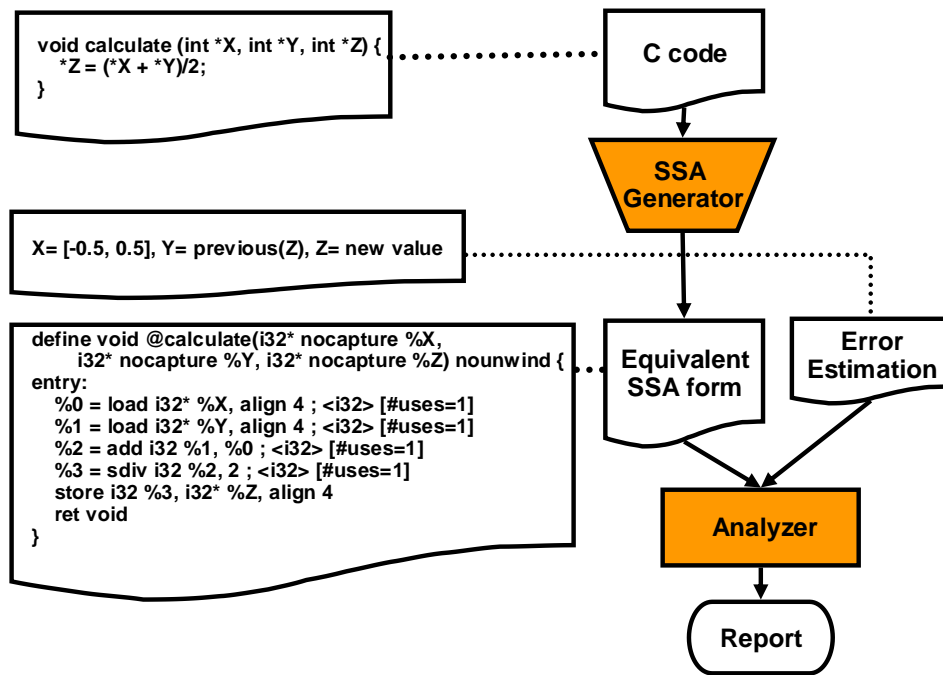 void calculate (int *X, int *Y, int *Z) {
*Z = (*X + *Y)/2;
}
C code
SSA
Generator
X= [-0.5, 0.5], Y= previous(Z), Z= new value
define void @calculate(i32* nocapture %X,
i32* nocapture %Y, i32* nocapture %Z) nounwind {
entry:
%0 = load i32* %X, align 4 ; <i32> [#uses=1]
%1 = load i32* %Y, align 4 ; <i32> [#uses=1]
%2 = add i32 %1, %0 ; <i32> [#uses=1]
%3 = sdiv i32 %2, 2 ; <i32> [#uses=1]
store i32 %3, i32* %Z, align 4
ret void
}
Equivalent
SSA form
Error
Estimation
Analyzer
Report